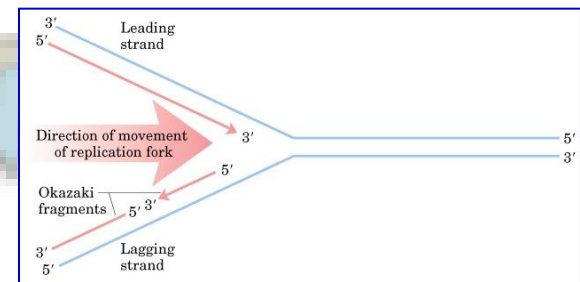 3′
5′
Leading
strand
Direction of movement
of replication fork
3′
5′
3′
5′
Okazaki
fragments
5′ 3′
3′
5′
Lagging
strand